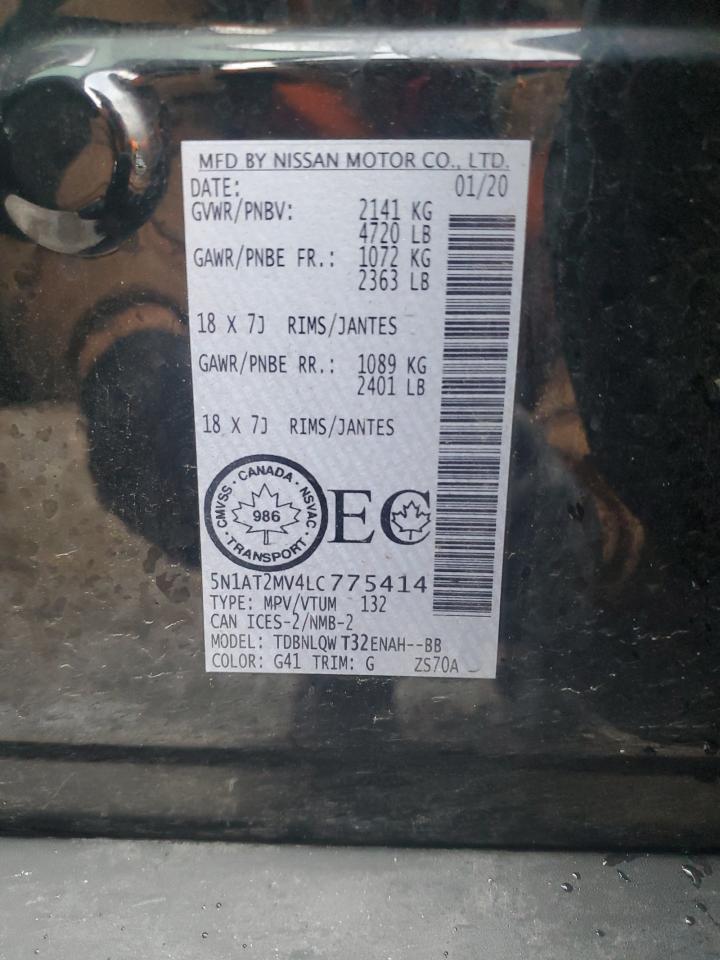 MFD BY NISSAN MOTOR CO., LTD.
DATE: 01/20
GVWR/PNBV: 2141 KG
4720 LB
GAWR/PNBE FR.: 1072 KG
2363 LB
18 X 7J RIMS/JANTES
GAWR/PNBE RR.: 1089 KG
2401 LB
18 X 7J RIMS/JANTES
CMVSS · CANADA · NSVAC · TRANSPORT ·
986
EC
5N1AT2MV4LC775414
TYPE: MPV/VTUM 132
CAN ICES-2/NMB-2
MODEL: TDBNLQW T32ENAH--BB
COLOR: G41 TRIM: G ZS70A